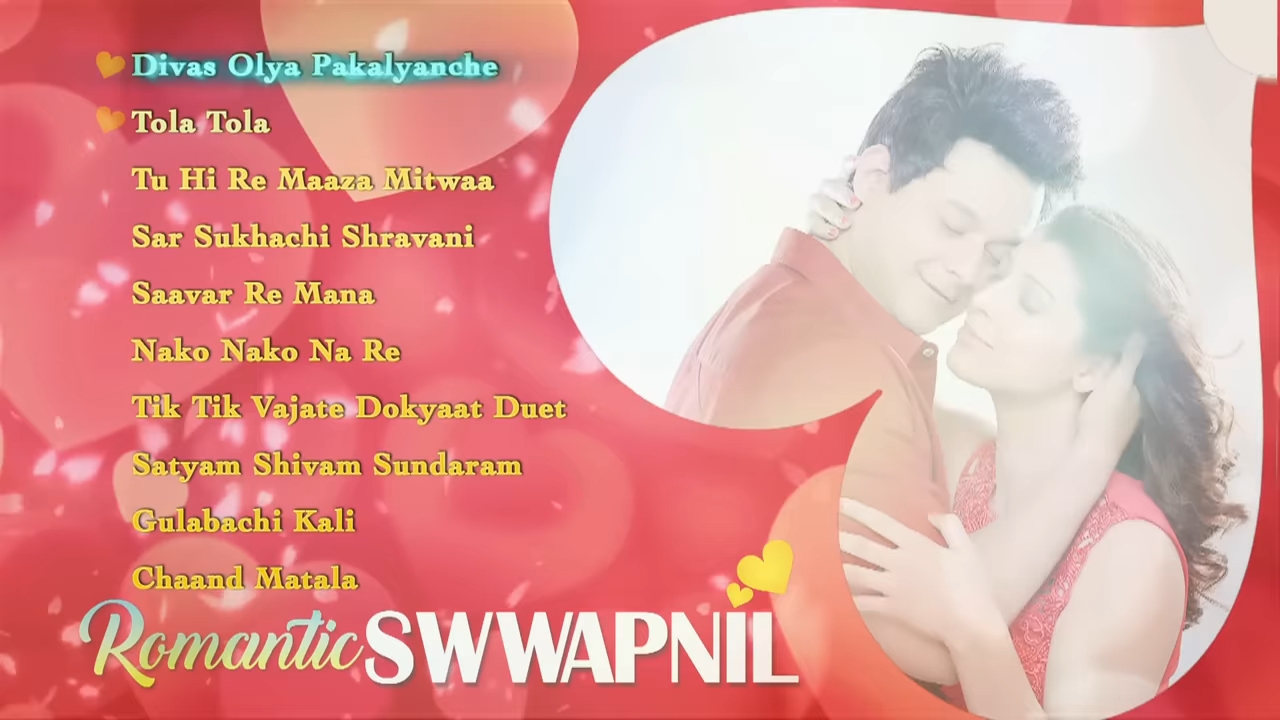 Divas Olya Pakalyanche
Tola Tola
Tu Hi Re Maaza Mitwaa
Sar Sukhachi Shravani
Saavar Re Mana
Nako Nako Na Re
Tik Tik Vajate Dokyaat Duet
Satyam Shivam Sundaram
Gulabachi Kali
Chaand Matala
Romantic SWWAPNIL